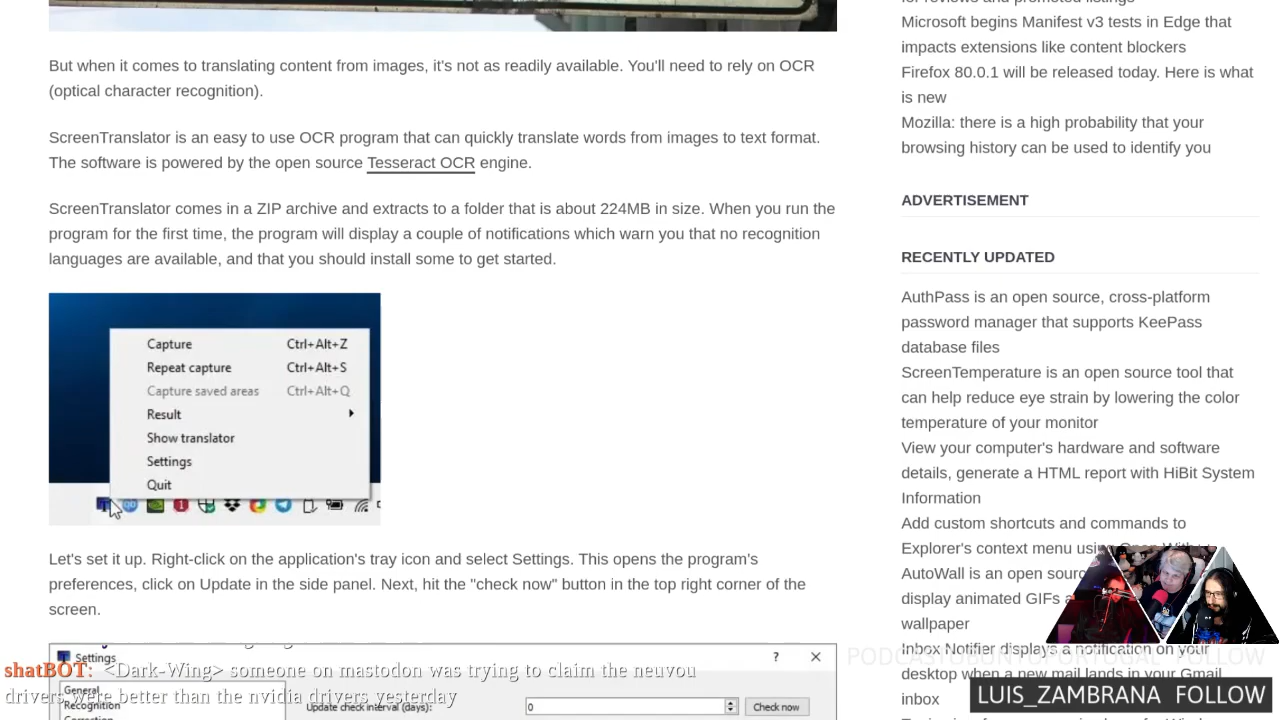 But when it comes to translating content from images, it's not as readily available. You'll need to rely on OCR
(optical character recognition).
ScreenTranslator is an easy to use OCR program that can quickly translate words from images to text format.
The software is powered by the open source Tesseract OCR engine.
ScreenTranslator comes in a ZIP archive and extracts to a folder that is about 224MB in size. When you run the
program for the first time, the program will display a couple of notifications which warn you that no recognition
languages are available, and that you should install some to get started.
Capture Ctrl+Alt+Z
Repeat capture Ctrl+Alt+S
Capture saved areas Ctrl+Alt+Q
Result
Show translator
Settings
Quit
Let's set it up. Right-click on the application's tray icon and select Settings. This opens the program's
preferences, click on Update in the side panel. Next, hit the "check now" button in the top right corner of the
screen.
Settings ? ×
General
Recognition
Update check interval (days): 0 Check now
shatBOT: <Dark-Wing> someone on mastodon was trying to claim the neuvou
drivers were better than the nvidia drivers yesterday
for reviews and promoted listings
Microsoft begins Manifest v3 tests in Edge that
impacts extensions like content blockers
Firefox 80.0.1 will be released today. Here is what
is new
Mozilla: there is a high probability that your
browsing history can be used to identify you
ADVERTISEMENT
RECENTLY UPDATED
AuthPass is an open source, cross-platform
password manager that supports KeePass
database files
ScreenTemperature is an open source tool that
can help reduce eye strain by lowering the color
temperature of your monitor
View your computer's hardware and software
details, generate a HTML report with HiBit System
Information
Add custom shortcuts and commands to
Explorer's context menu using Open With
AutoWall is an open sour
display animated GIFs
wallpaper
Inbox Notifier displays a notification on your
desktop when a new mail lands in your Gmail
inbox
PODCASTUBUNTUPORTUGAL FOLLOW
LUIS_ZAMBRANA FOLLOW